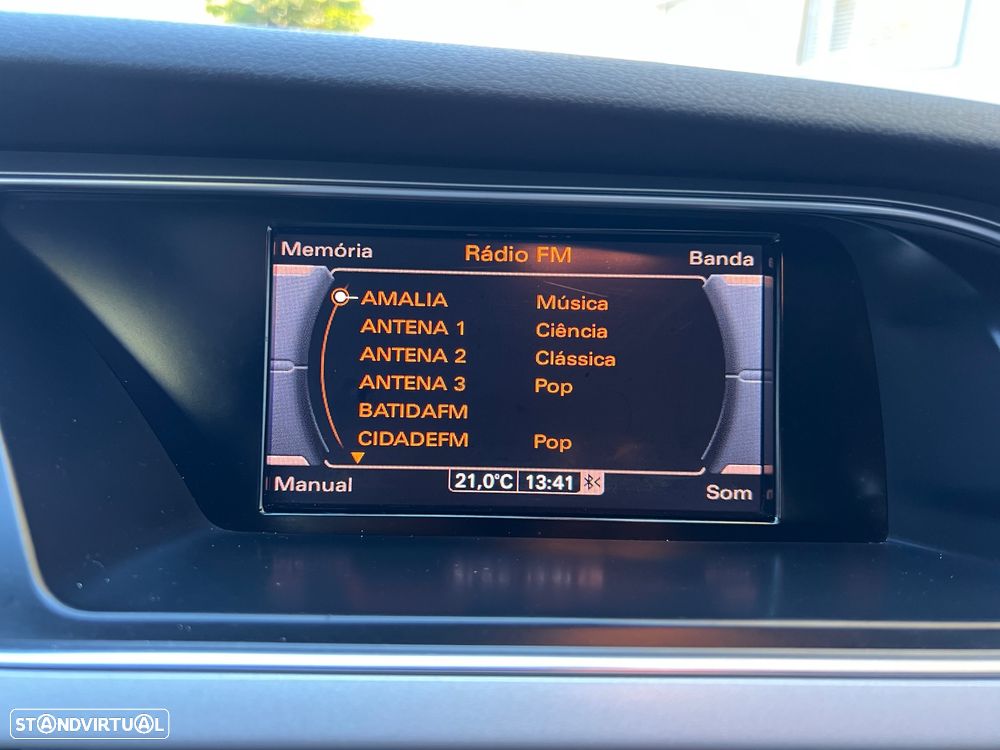 Memória Rádio FM Banda
AMALIA Música
ANTENA 1 Ciência
ANTENA 2 Clássica
ANTENA 3 Pop
BATIDAFM
CIDADEFM Pop
Manual 21,0°C 13:41 Som
STANDVIRTUAL